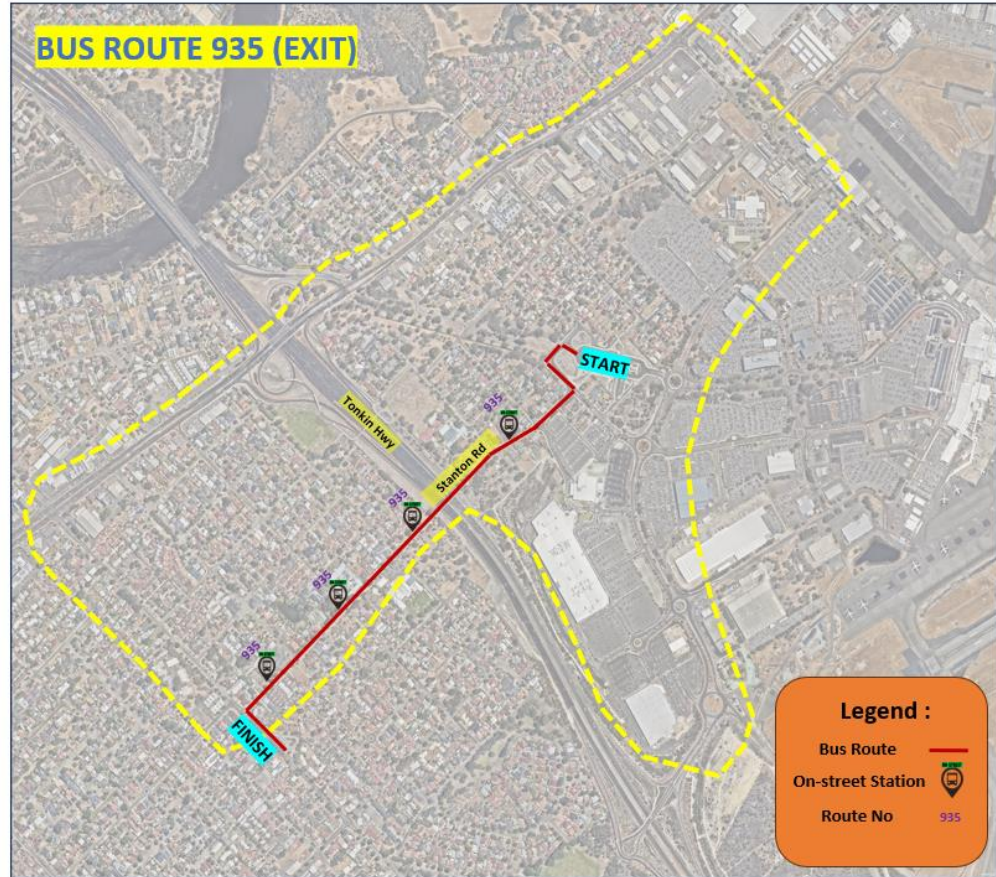 BUS ROUTE 935 (EXIT)
START
935
Tonkin Hwy
Stanton Rd
935
935
935
FINISH
Legend :
Bus Route
On-street Station
Route No 935